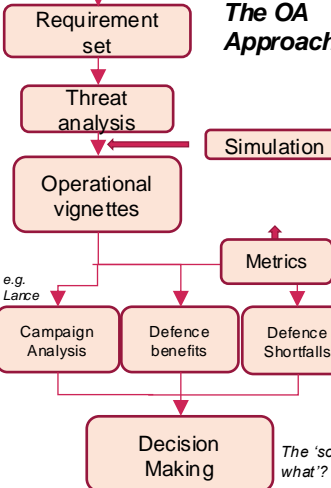 The OA
Approach
Requirement
set
Threat
analysis
Simulation
Operational
vignettes
Metrics
e.g.
Lance
Campaign
Analysis
Defence
benefits
Defence
Shortfalls
Decision
Making
The ‘so
what’?